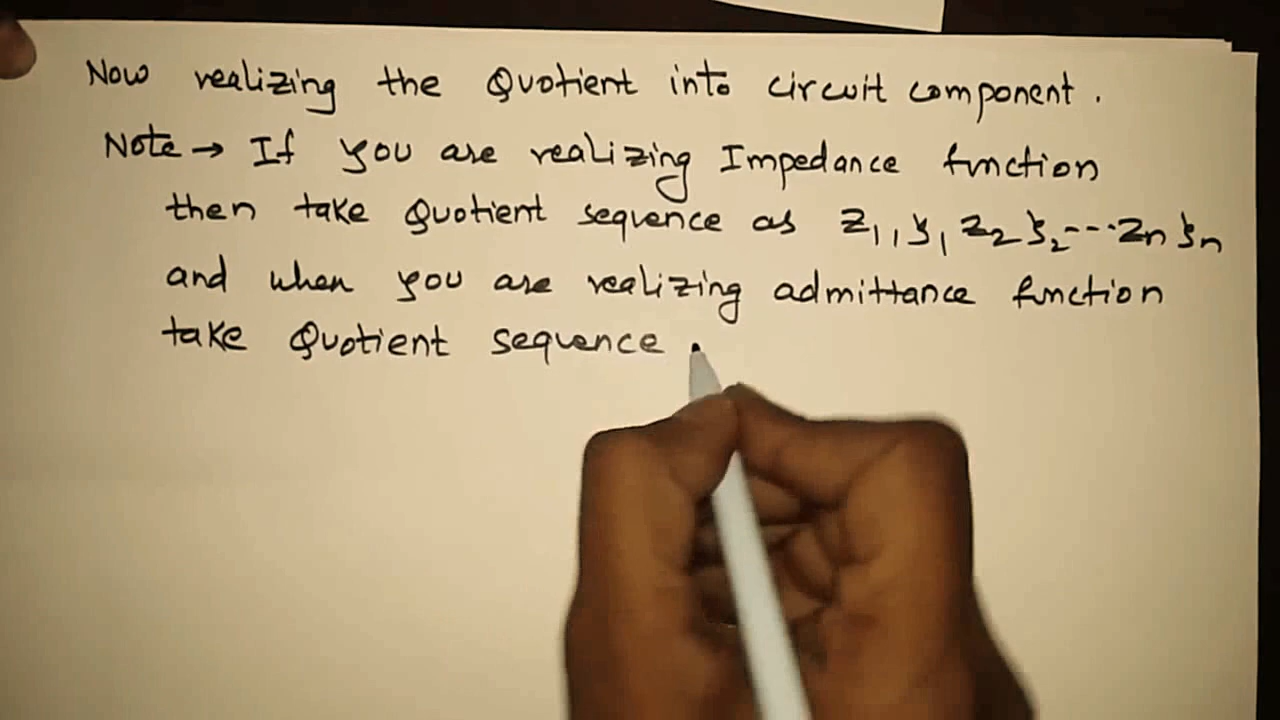 Now realizing the Quotient into circuit component.
Note → If you are realizing Impedance function
then take Quotient sequence as Z1, y1 Z2 y2---Zn yn
and when you are realizing admittance function
take Quotient sequence